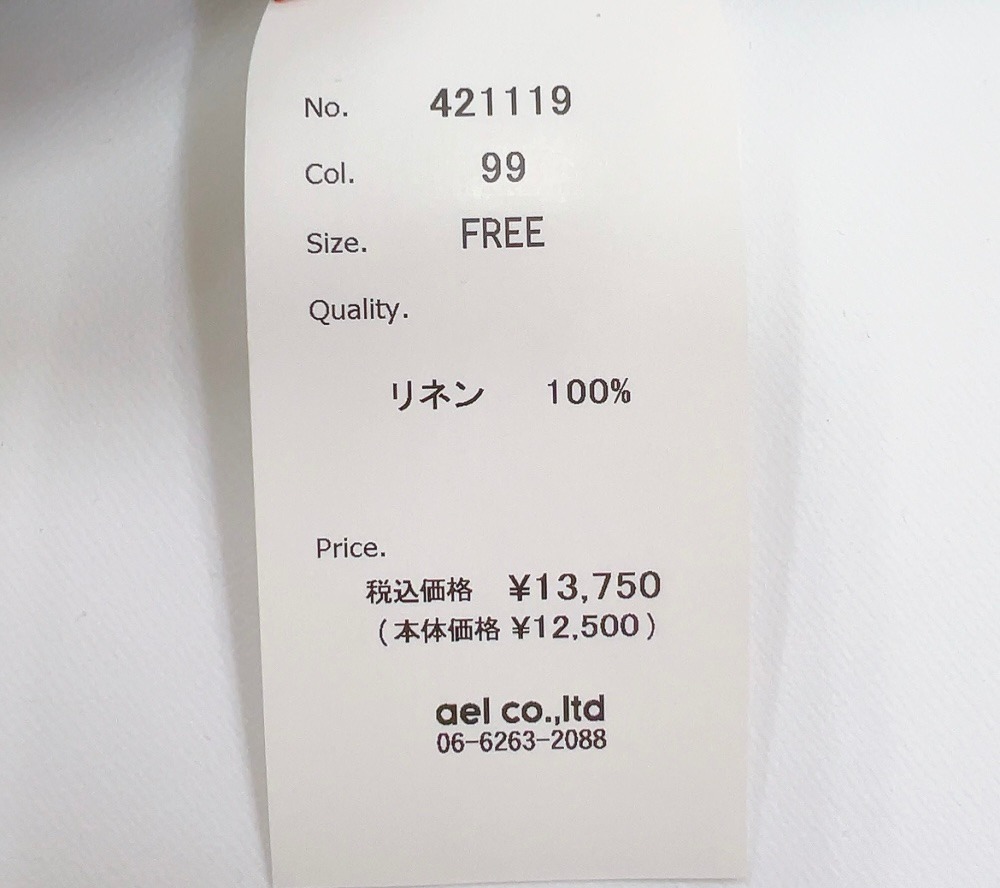 No. 421119
Col. 99
Size. FREE
Quality.
リネン 100%
Price.
税込価格 ¥13,750
(本体価格 ¥12,500)
ael co.,ltd
06-6263-2088